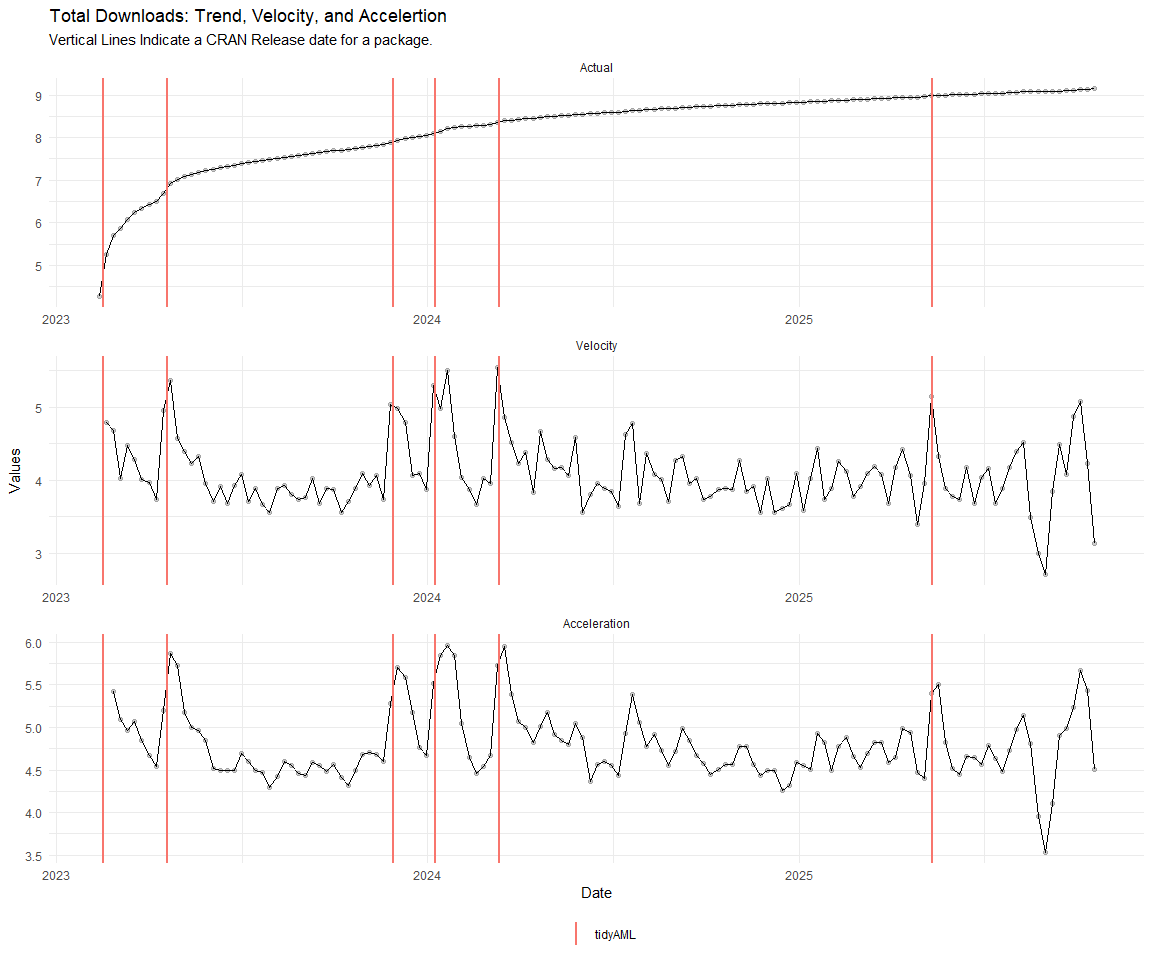 Total Downloads: Trend, Velocity, and Accelertion
Vertical Lines Indicate a CRAN Release date for a package.
Actual
9
8
7
6
5
2023 2024 2025
Velocity
5
4
3
2023 2024 2025
Values
Acceleration
6.0
5.5
5.0
4.5
4.0
3.5
2023 2024 2025
Date
tidyAML